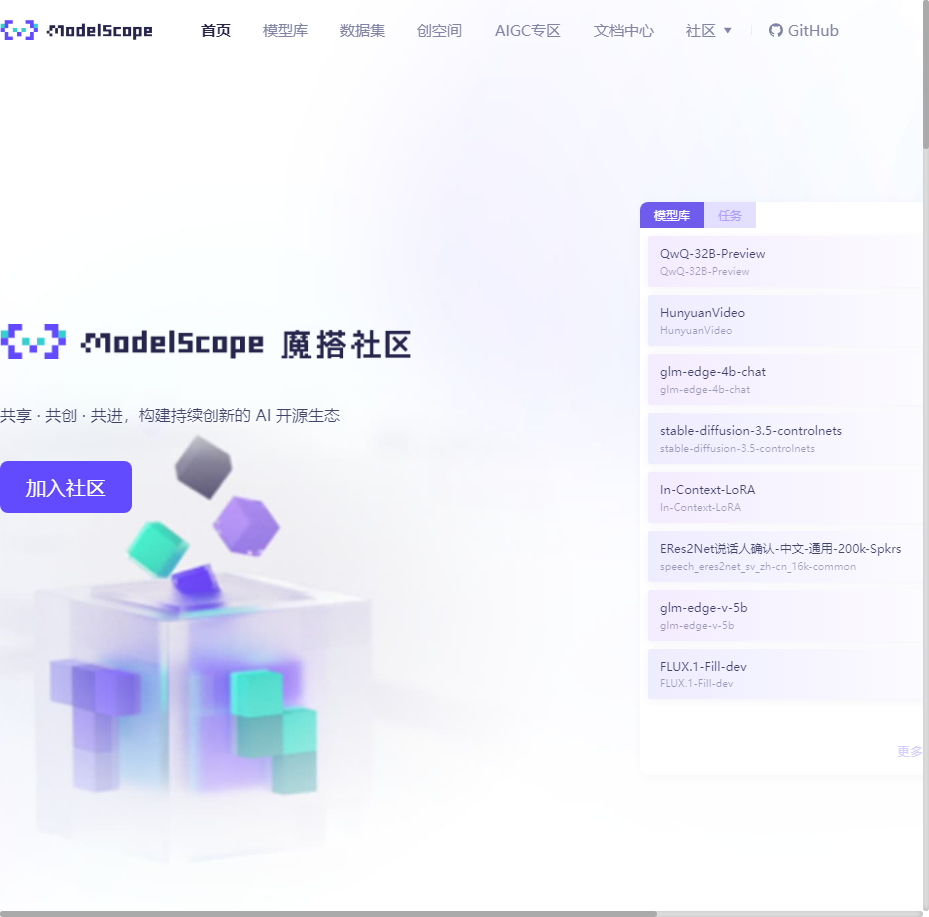 ModelScope 首页 模型库 数据集 创空间 AIGC专区 文档中心 社区 GitHub
ModelScope 魔搭社区
共享 · 共创 · 共进，构建持续创新的 AI 开源生态
加入社区
模型库 任务
QwQ-32B-Preview
QwQ-32B-Preview
HunyuanVideo
HunyuanVideo
glm-edge-4b-chat
glm-edge-4b-chat
stable-diffusion-3.5-controlnets
stable-diffusion-3.5-controlnets
In-Context-LoRA
In-Context-LoRA
ERes2Net说话人确认-中文-通用-200k-Spkrs
speech_eres2net_sv_zh-cn_16k-common
glm-edge-v-5b
glm-edge-v-5b
FLUX.1-Fill-dev
FLUX.1-Fill-dev
更多